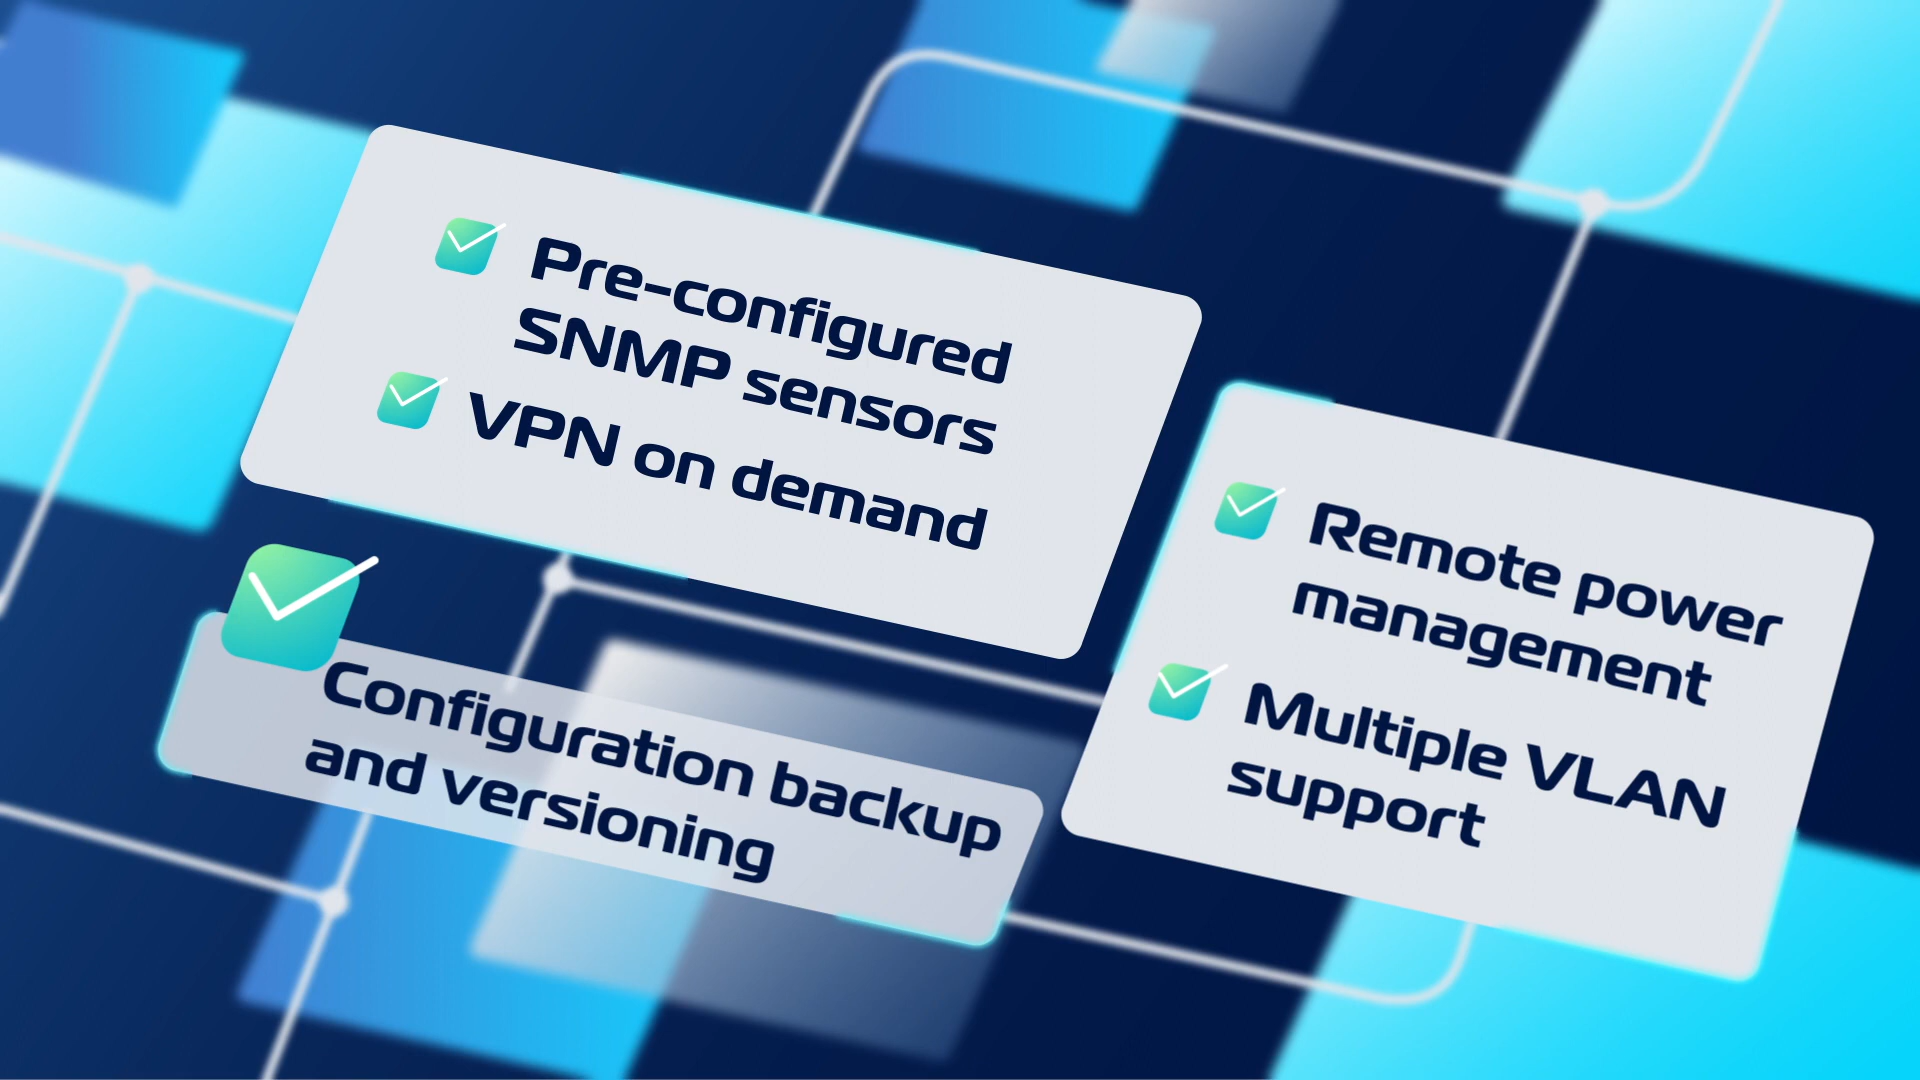 Pre-configured
SNMP sensors
VPN on demand
Configuration backup
and versioning
Remote power
management
Multiple VLAN
support